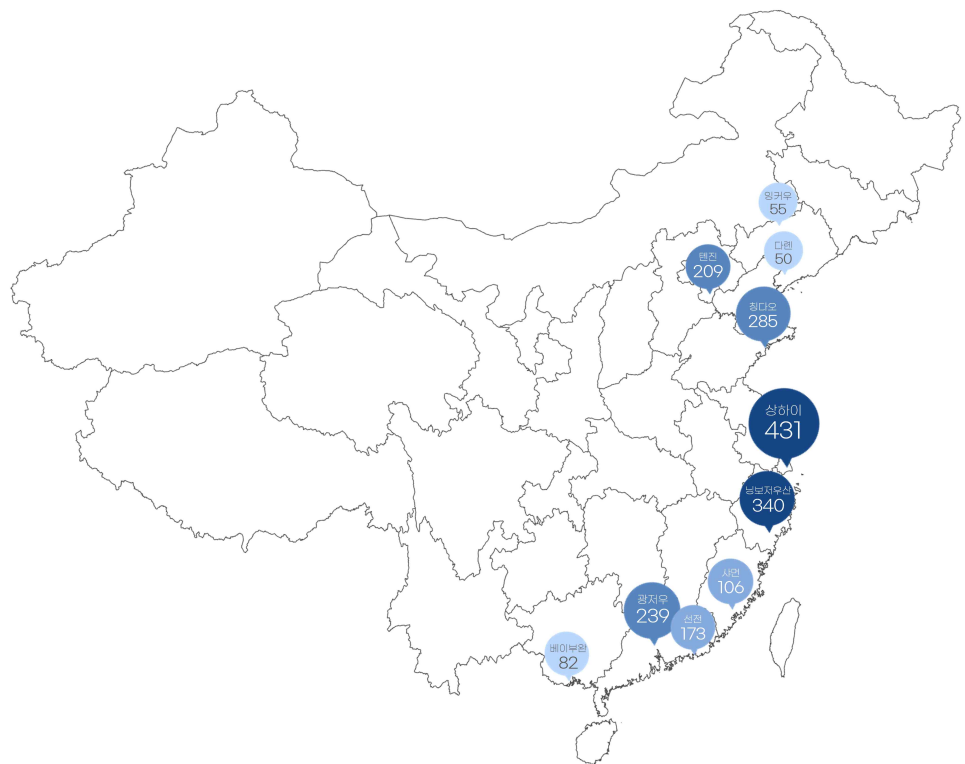 잉커우
55
다롄
50
톈진
209
칭다오
285
상하이
431
닝보저우산
340
샤먼
106
광저우
239
선전
173
베이부완
82